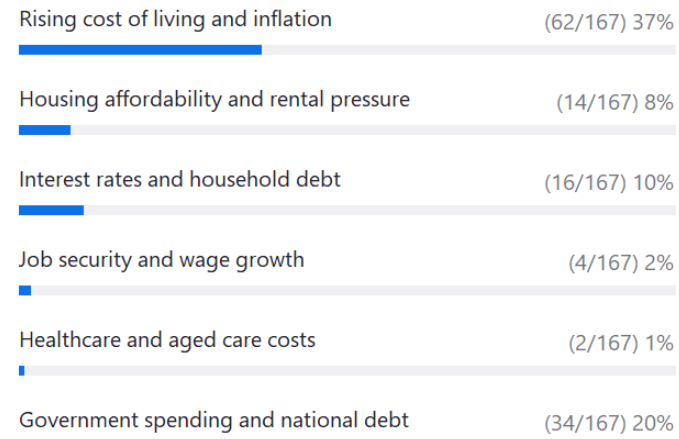 Rising cost of living and inflation (62/167) 37%
Housing affordability and rental pressure (14/167) 8%
Interest rates and household debt (16/167) 10%
Job security and wage growth (4/167) 2%
Healthcare and aged care costs (2/167) 1%
Government spending and national debt (34/167) 20%